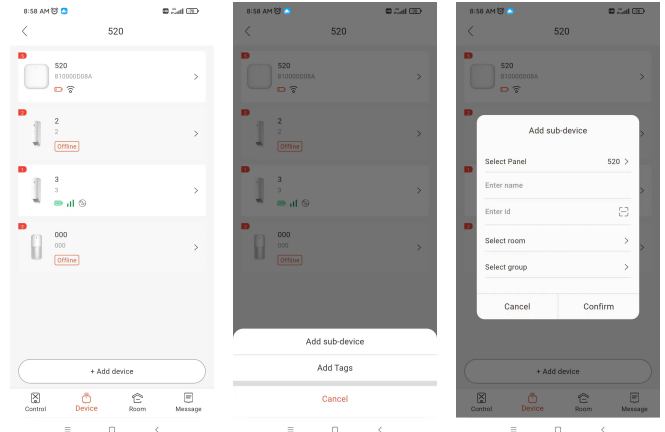 8:58 AM
520
520
810000D08A
2
2
Offline
3
3
000
000
Offline
+ Add device
Control
Device
Room
Message
8:58 AM
520
520
810000D08A
2
2
Offline
3
3
000
000
Offline
Add sub-device
Add Tags
Cancel
8:58 AM
520
520
810000D08A
Add sub-device
Select Panel
520
Enter name
Enter id
Select room
Select group
Cancel
Confirm
+ Add device
Control
Device
Room
Message